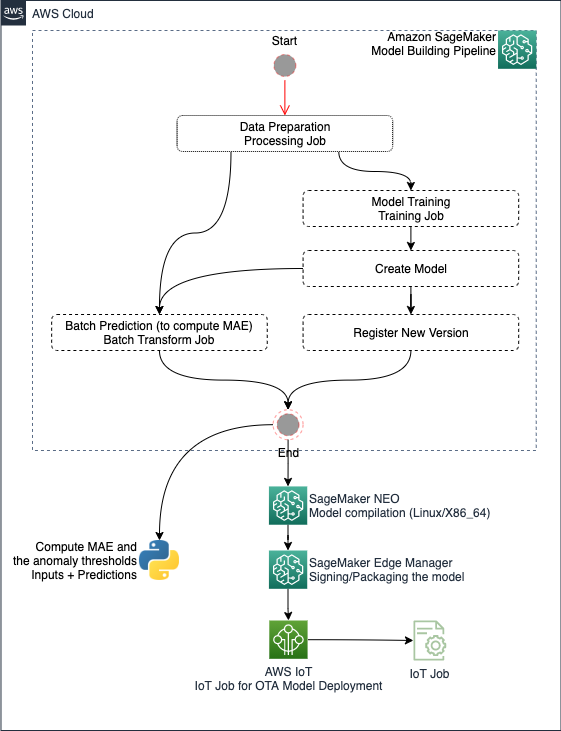 aws
AWS Cloud
Amazon SageMaker
Model Building Pipeline
Start
Data Preparation
Processing Job
Model Training
Training Job
Create Model
Batch Prediction (to compute MAE)
Batch Transform Job
Register New Version
End
SageMaker NEO
Model compilation (Linux/X86_64)
Compute MAE and
the anomaly thresholds
Inputs + Predictions
SageMaker Edge Manager
Signing/Packaging the model
AWS IoT
IoT Job for OTA Model Deployment
IoT Job